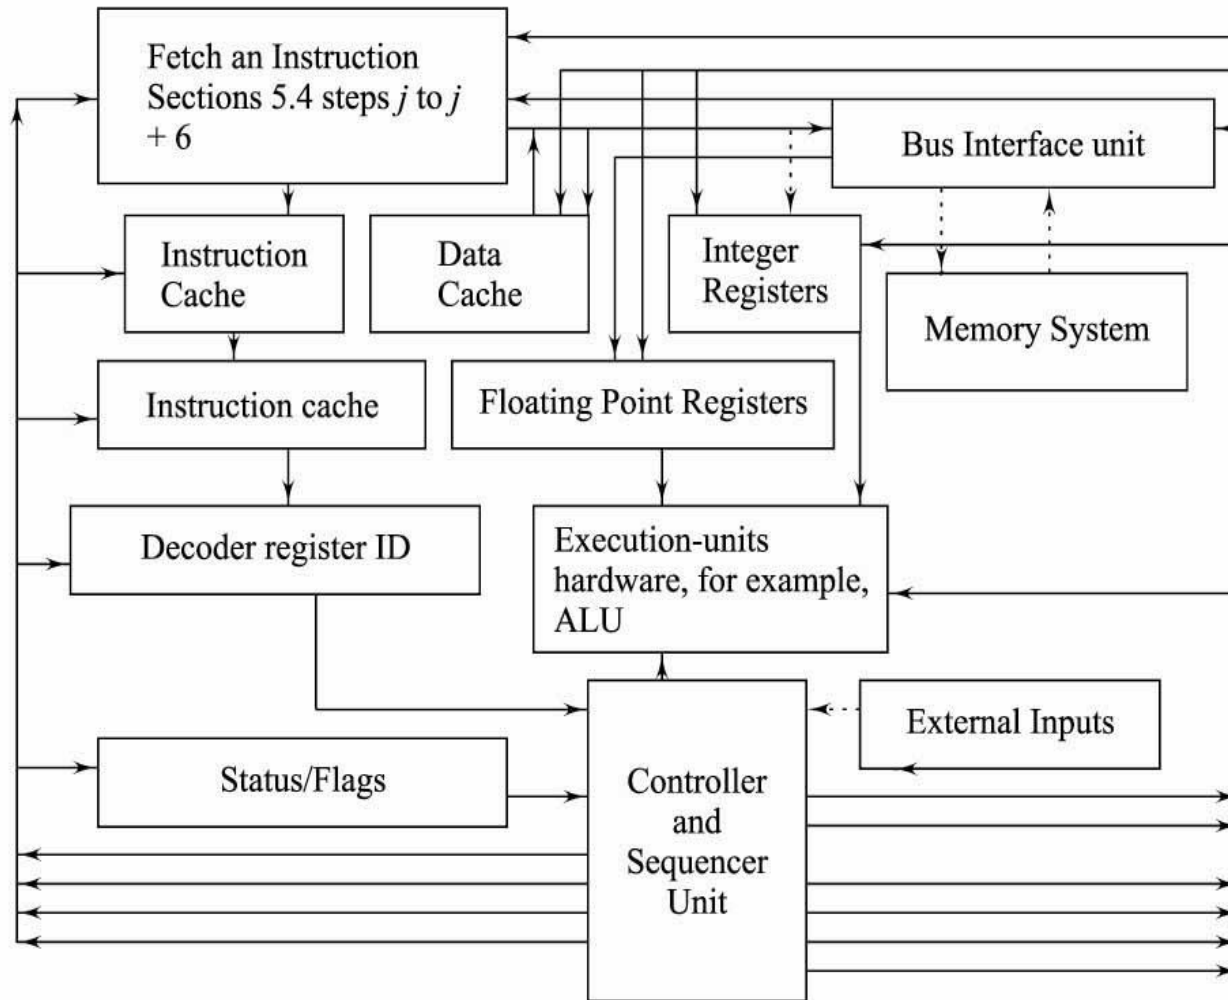 Fetch an Instruction
Sections 5.4 steps j to j
+ 6
Bus Interface unit
Instruction
Cache
Data
Cache
Integer
Registers
Memory System
Instruction cache
Floating Point Registers
Decoder register ID
Execution-units
hardware, for example,
ALU
External Inputs
Status/Flags
Controller
and
Sequencer
Unit